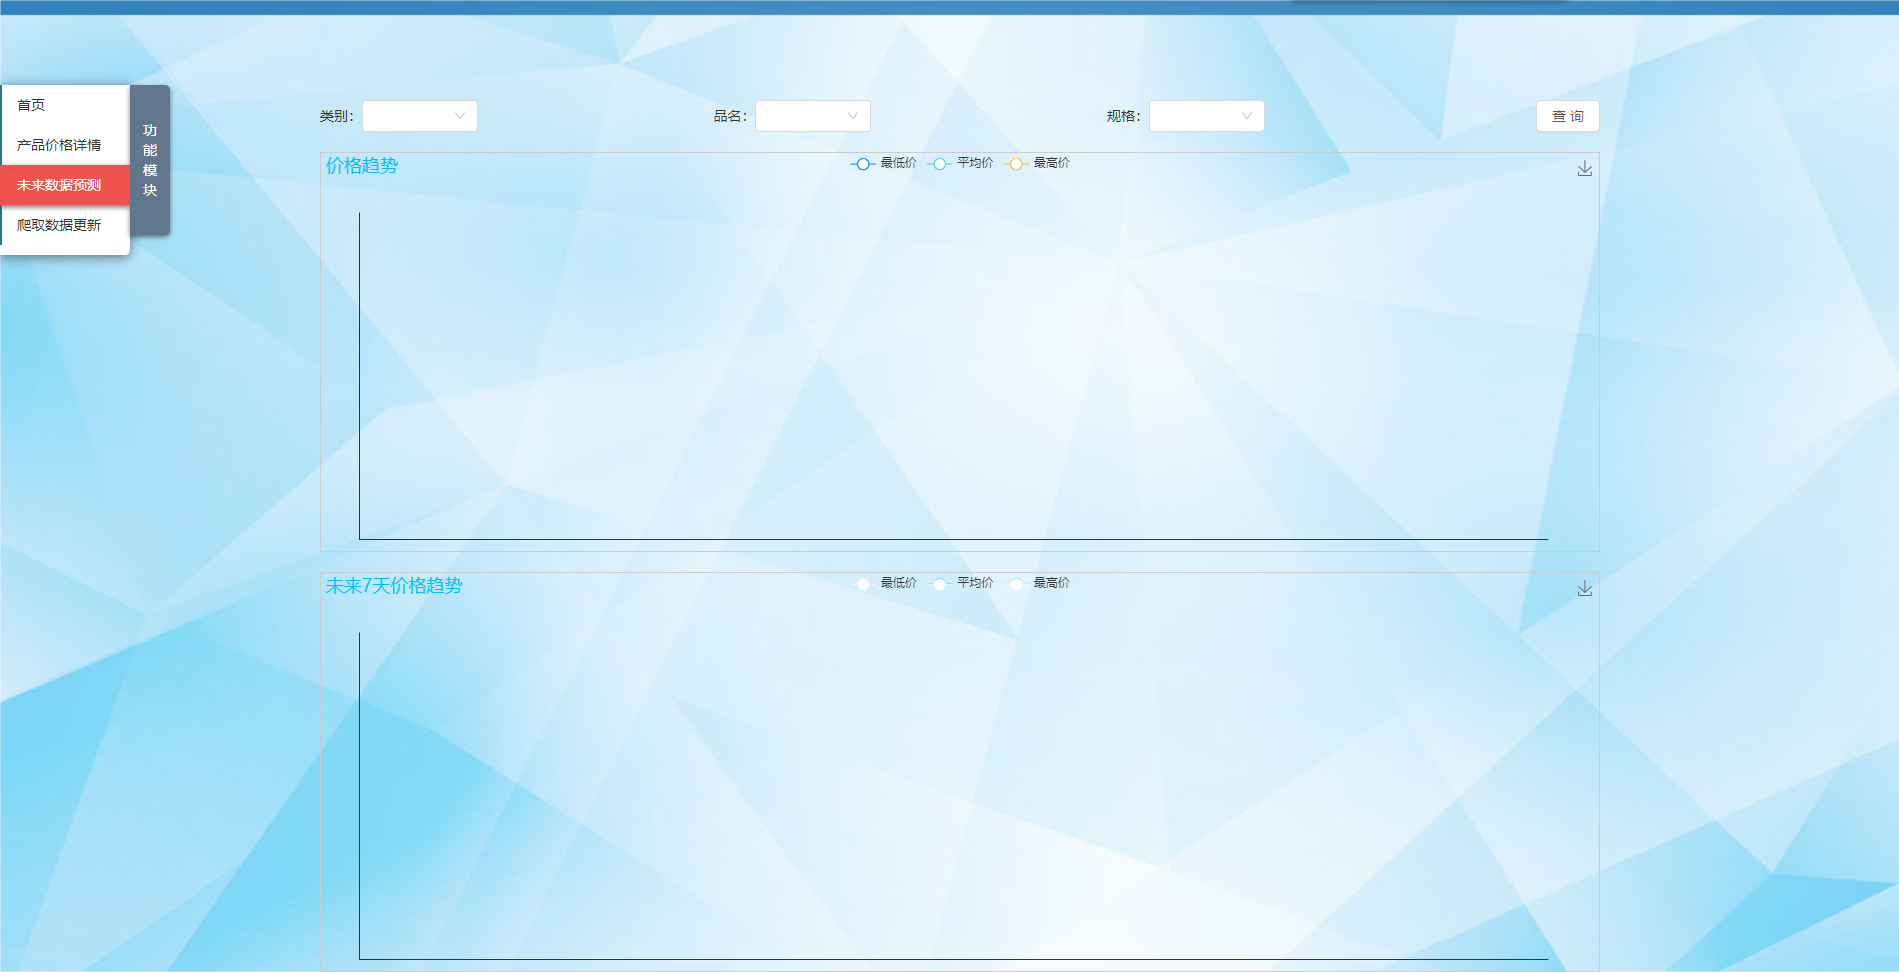 首页
产品价格详情
未来数据预测
爬取数据更新
功能模块
类别：
品名：
规格：
查 询
价格趋势
最低价 平均价 最高价
未来7天价格趋势
最低价 平均价 最高价